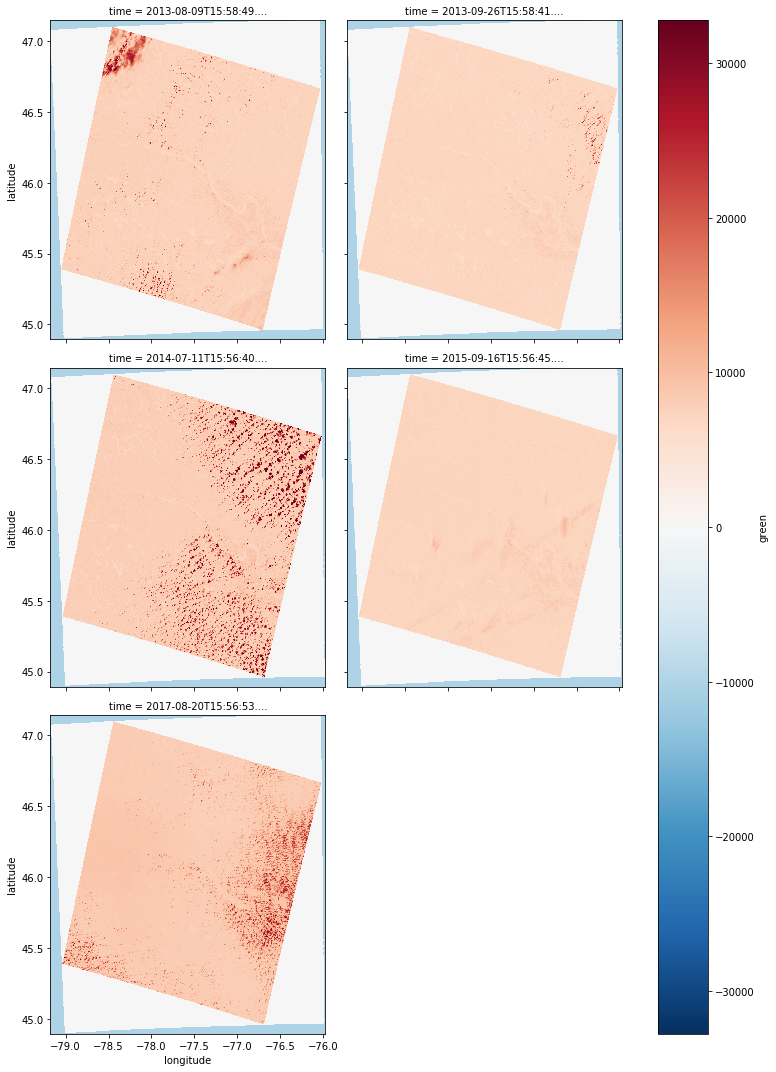 time = 2013-08-09T15:58:49....
time = 2013-09-26T15:58:41....
47.0
46.5
46.0
45.5
45.0
latitude
time = 2014-07-11T15:56:40....
time = 2015-09-16T15:56:45....
47.0
46.5
46.0
45.5
45.0
latitude
time = 2017-08-20T15:56:53....
47.0
46.5
46.0
45.5
45.0
latitude
−79.0 −78.5 −78.0 −77.5 −77.0 −76.5 −76.0
longitude
30000
20000
10000
0
−10000
−20000
−30000
green